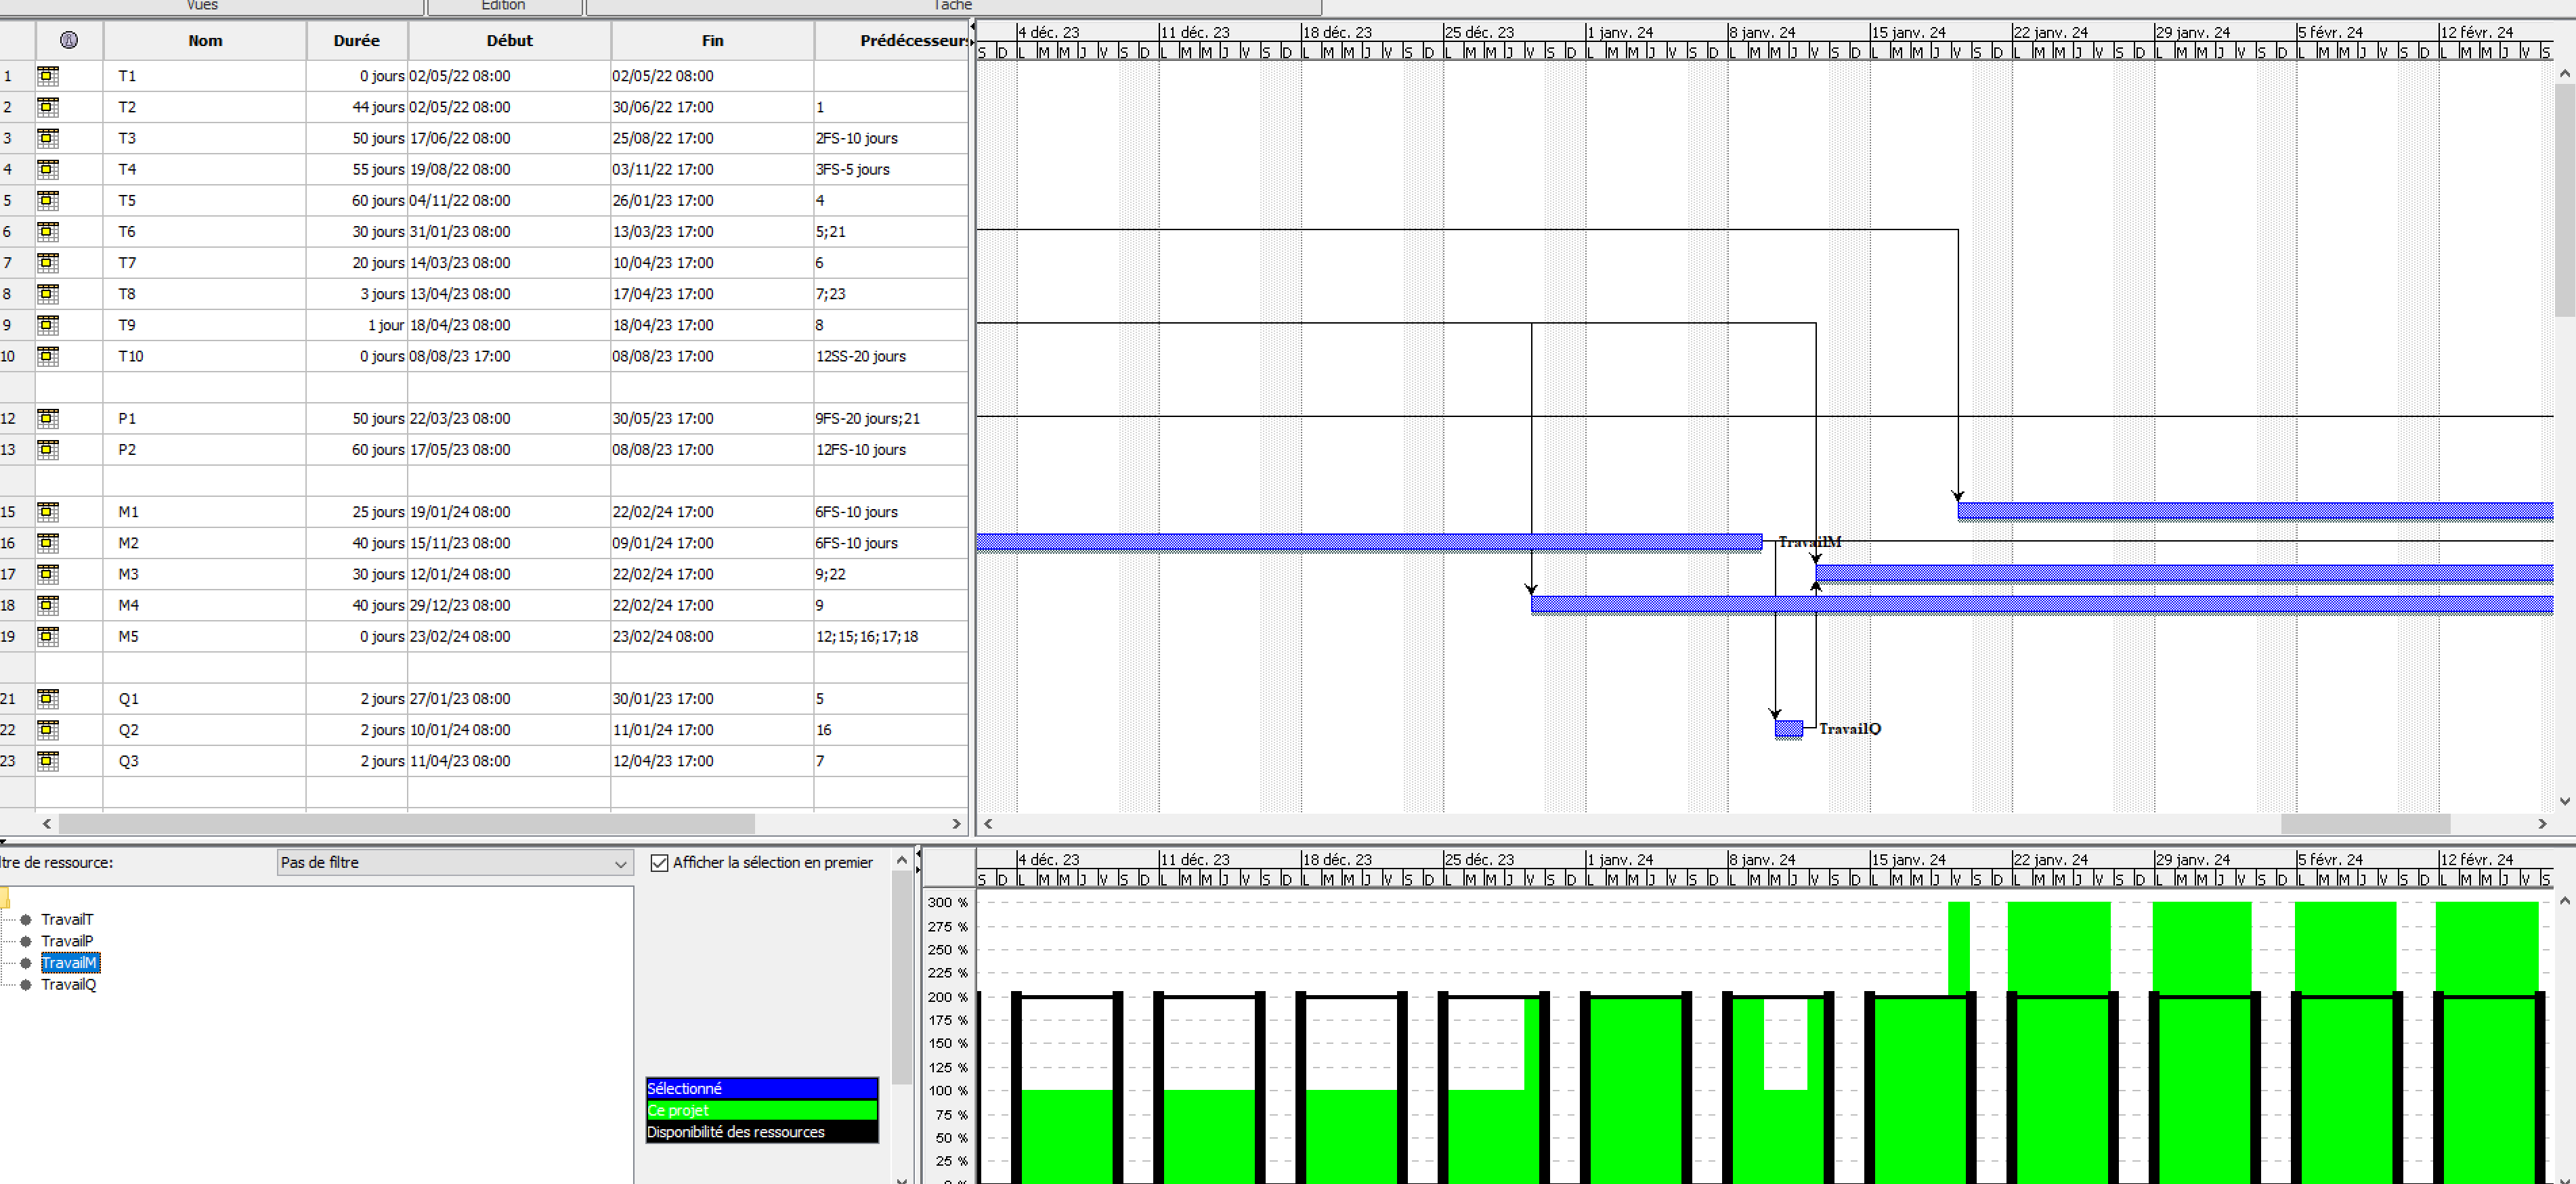 Vues Edition Tâche
Nom Durée Début Fin Prédécesseurs
1 T1 0 jours 02/05/22 08:00 02/05/22 08:00
2 T2 44 jours 02/05/22 08:00 30/06/22 17:00 1
3 T3 50 jours 17/06/22 08:00 25/08/22 17:00 2FS-10 jours
4 T4 55 jours 19/08/22 08:00 03/11/22 17:00 3FS-5 jours
5 T5 60 jours 04/11/22 08:00 26/01/23 17:00 4
6 T6 30 jours 31/01/23 08:00 13/03/23 17:00 5;21
7 T7 20 jours 14/03/23 08:00 10/04/23 17:00 6
8 T8 3 jours 13/04/23 08:00 17/04/23 17:00 7;23
9 T9 1 jour 18/04/23 08:00 18/04/23 17:00 8
10 T10 0 jours 08/08/23 17:00 08/08/23 17:00 12SS-20 jours
12 P1 50 jours 22/03/23 08:00 30/05/23 17:00 9FS-20 jours;21
13 P2 60 jours 17/05/23 08:00 08/08/23 17:00 12FS-10 jours
15 M1 25 jours 19/01/24 08:00 22/02/24 17:00 6FS-10 jours
16 M2 40 jours 15/11/23 08:00 09/01/24 17:00 6FS-10 jours
17 M3 30 jours 12/01/24 08:00 22/02/24 17:00 9;22
18 M4 40 jours 29/12/23 08:00 22/02/24 17:00 9
19 M5 0 jours 23/02/24 08:00 23/02/24 08:00 12;15;16;17;18
21 Q1 2 jours 27/01/23 08:00 30/01/23 17:00 5
22 Q2 2 jours 10/01/24 08:00 11/01/24 17:00 16
23 Q3 2 jours 11/04/23 08:00 12/04/23 17:00 7
4 déc. 23 11 déc. 23 18 déc. 23 25 déc. 23 1 janv. 24 8 janv. 24 15 janv. 24 22 janv. 24 29 janv. 24 5 févr. 24 12 févr. 24
S D L M M J V S D L M M J V S D L M M J V S D L M M J V S D L M M J V S D L M M J V S D L M M J V S D L M M J V S D L M M J V S D L M M J V S D L M M J V S
TravailM
TravailQ
ltre de ressource: Pas de filtre Afficher la sélection en premier
TravailT
TravailP
TravailM
TravailQ
Sélectionné
Ce projet
Disponibilité des ressources
4 déc. 23 11 déc. 23 18 déc. 23 25 déc. 23 1 janv. 24 8 janv. 24 15 janv. 24 22 janv. 24 29 janv. 24 5 févr. 24 12 févr. 24
S D L M M J V S D L M M J V S D L M M J V S D L M M J V S D L M M J V S D L M M J V S D L M M J V S D L M M J V S D L M M J V S D L M M J V S D L M M J V S
300 %
275 %
250 %
225 %
200 %
175 %
150 %
125 %
100 %
75 %
50 %
25 %
0 %